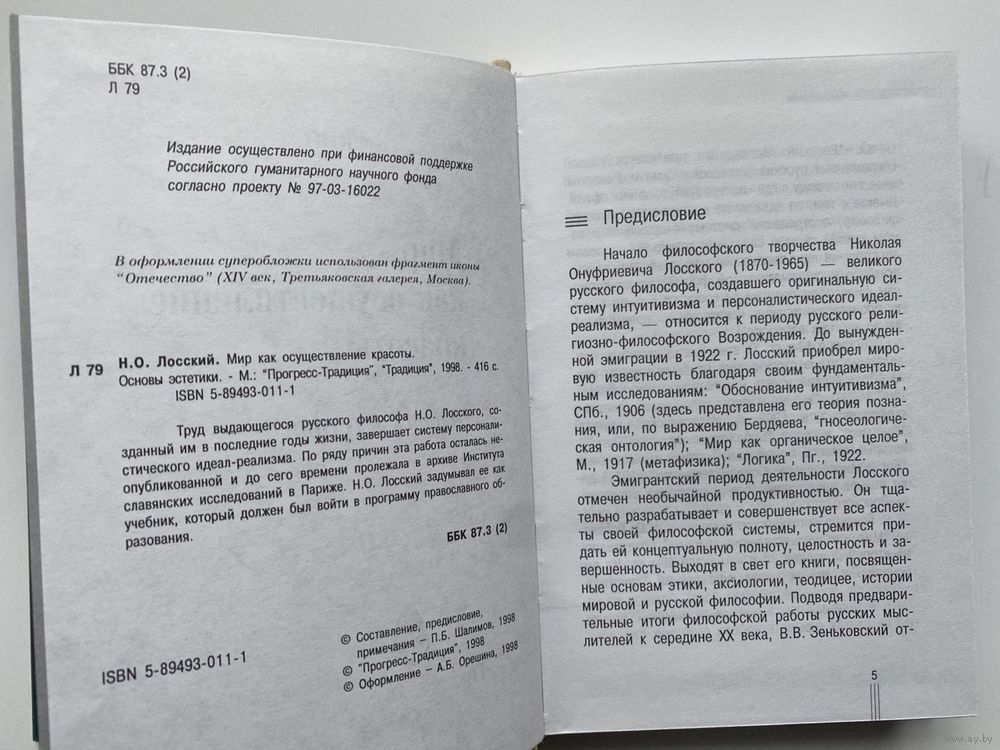 ББК 87.3 (2)
Л 79
Издание осуществлено при финансовой поддержке
Российского гуманитарного научного фонда
согласно проекту № 97-03-16022
В оформлении суперобложки использован фрагмент иконы
“Отечество” (XIV век, Третьяковская галерея, Москва).
Л 79 Н.О. Лосский. Мир как осуществление красоты.
Основы эстетики. - М.: “Прогресс-Традиция”, “Традиция”, 1998. - 416 с.
ISBN 5-89493-011-1
Труд выдающегося русского философа Н.О. Лосского, со-
зданный им в последние годы жизни, завершает систему персонали-
стического идеал-реализма. По ряду причин эта работа осталась не-
опубликованной и до сего времени пролежала в архиве Института
славянских исследований в Париже. Н.О. Лосский задумывал ее как
учебник, который должен был войти в программу православного об-
разования.
ББК 87.3 (2)
© Составление, предисловие,
примечания – П.Б. Шалимов, 1998
© “Прогресс-Традиция”, 1998
© Оформление – А.Б. Орешина, 1998
ISBN 5-89493-011-1
Предисловие
Начало философского творчества Николая
Онуфриевича Лосского (1870-1965) — великого
русского философа, создавшего оригинальную си-
стему интуитивизма и персоналистического идеал-
реализма, — относится к периоду русского рели-
гиозно-философского Возрождения. До вынужден-
ной эмиграции в 1922 г. Лосский приобрел миро-
вую известность благодаря своим фундаменталь-
ным исследованиям: “Обоснование интуитивизма”,
СПб., 1906 (здесь представлена его теория позна-
ния, или, по выражению Бердяева, “гносеологиче-
ская онтология”); “Мир как органическое целое”,
М., 1917 (метафизика); “Логика”, Пг., 1922.
Эмигрантский период деятельности Лосского
отмечен необычайной продуктивностью. Он тща-
тельно разрабатывает и совершенствует все аспек-
ты своей философской системы, стремится при-
дать ей концептуальную полноту, целостность и за-
вершенность. Выходят в свет его книги, посвящен-
ные основам этики, аксиологии, теодицее, истории
мировой и русской философии. Подводя предвари-
тельные итоги философской работы русских мыс-
лителей к середине XX века, В.В. Зеньковский от-
5
www.ay.by